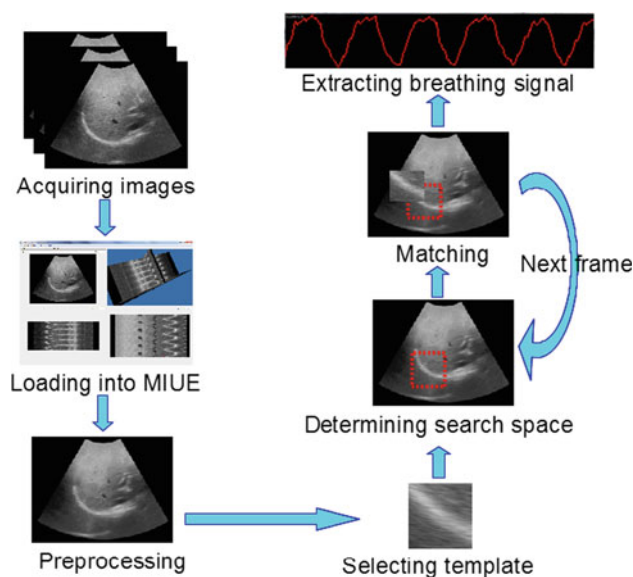 Acquiring images
Loading into MIUE
Preprocessing
Selecting template
Determining search space
Matching
Next frame
Extracting breathing signal